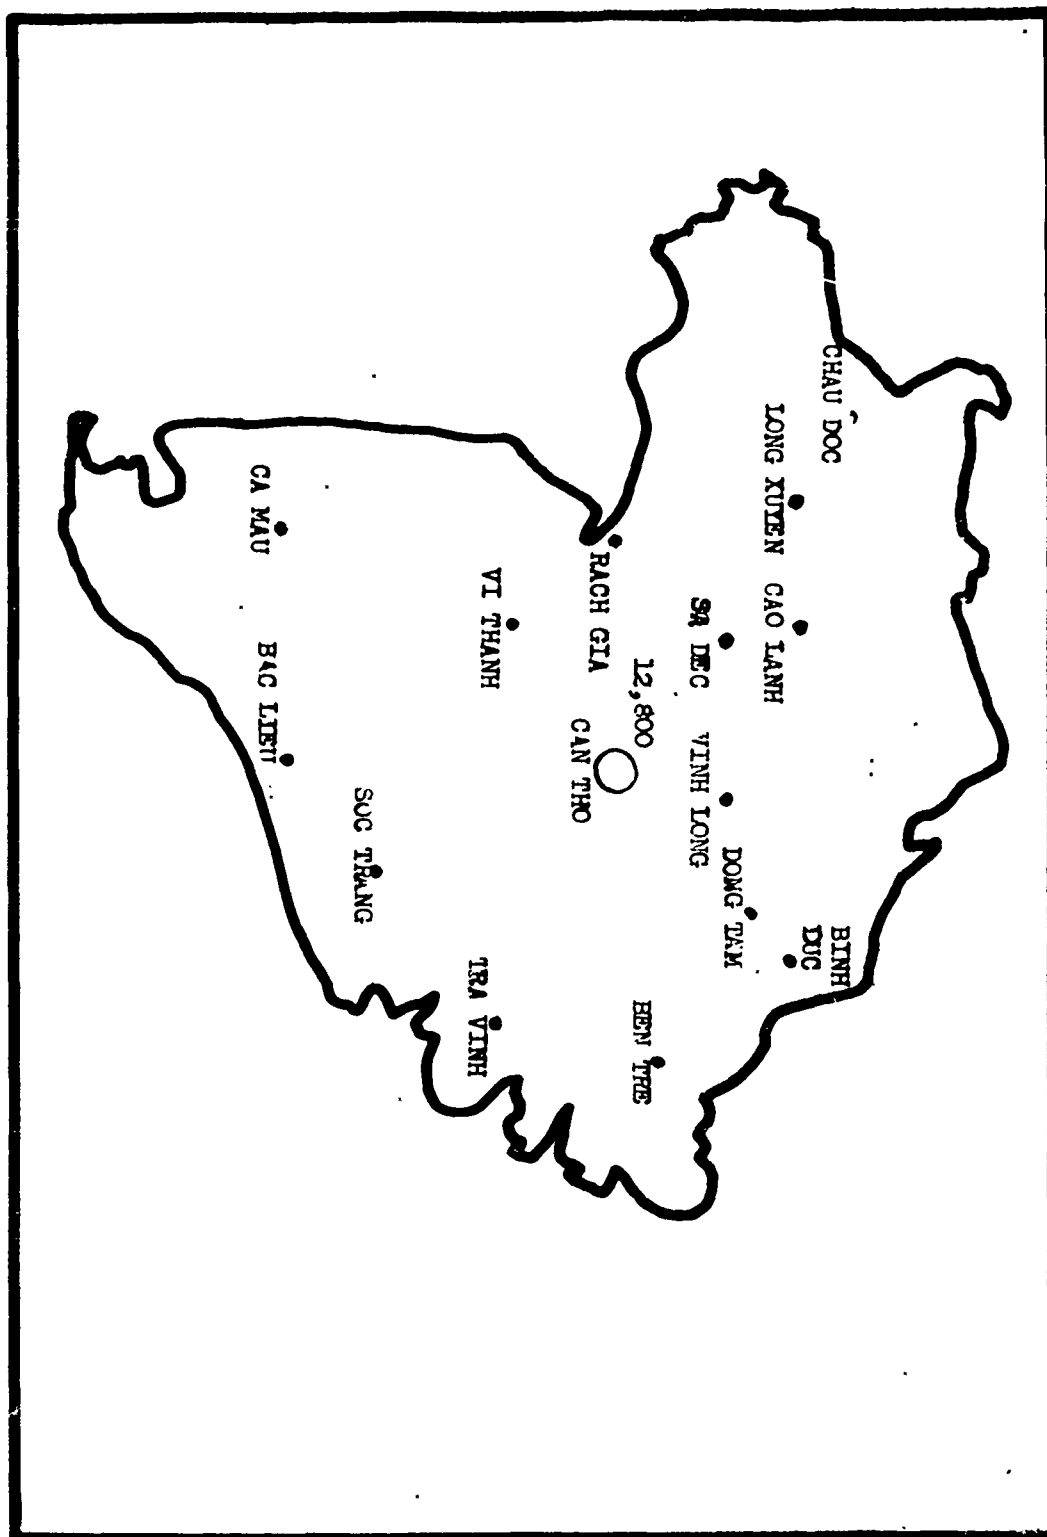 CHAU DOC
BINH
DUC
LONG XUYEN
CAO LANH
DONG TAM
SA DEC
VINH LONG
12,800
BEN TRE
RACH GIA
CAN THO
VI THANH
TRA VINH
SOC TRANG
CA MAU
BAC LIEU